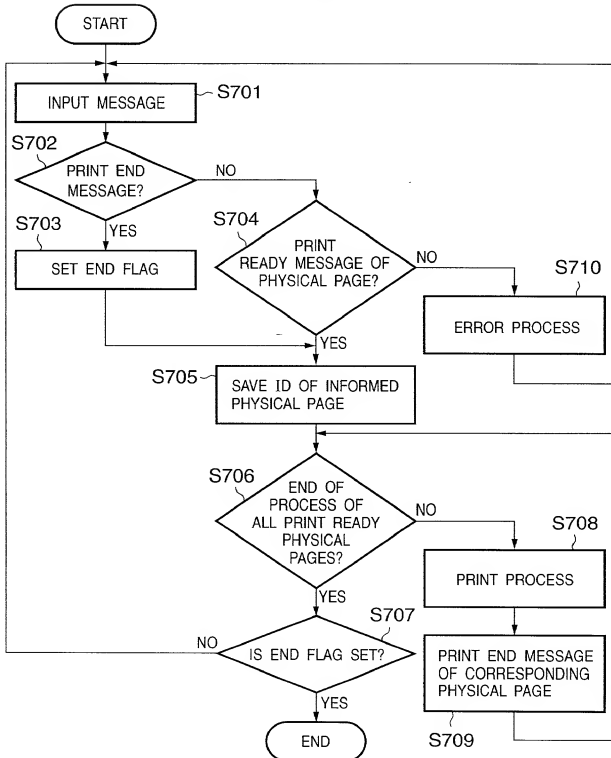 START
INPUT MESSAGE
S701
S702
PRINT END
MESSAGE?
NO
YES
S703
SET END FLAG
S704
PRINT
READY MESSAGE OF
PHYSICAL PAGE?
NO
YES
S710
ERROR PROCESS
S705
SAVE ID OF INFORMED
PHYSICAL PAGE
S706
END OF
PROCESS OF
ALL PRINT READY
PHYSICAL
PAGES?
NO
YES
S708
PRINT PROCESS
S707
NO
IS END FLAG SET?
YES
PRINT END MESSAGE
OF CORRESPONDING
PHYSICAL PAGE
S709
END